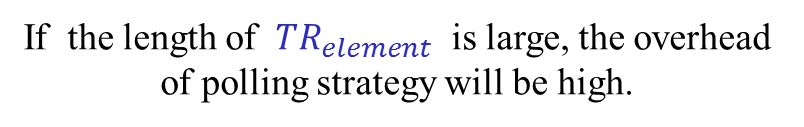 If the length of TR_element is large, the overhead
of polling strategy will be high.